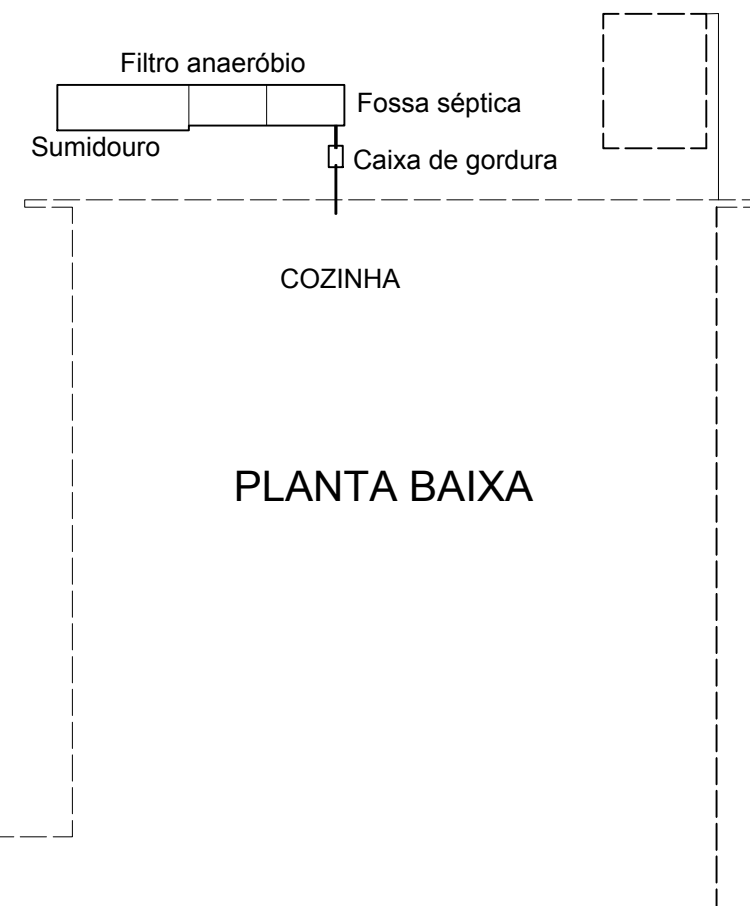 Filtro anaeróbio
Fossa séptica
Sumidouro
Caixa de gordura
COZINHA
PLANTA BAIXA